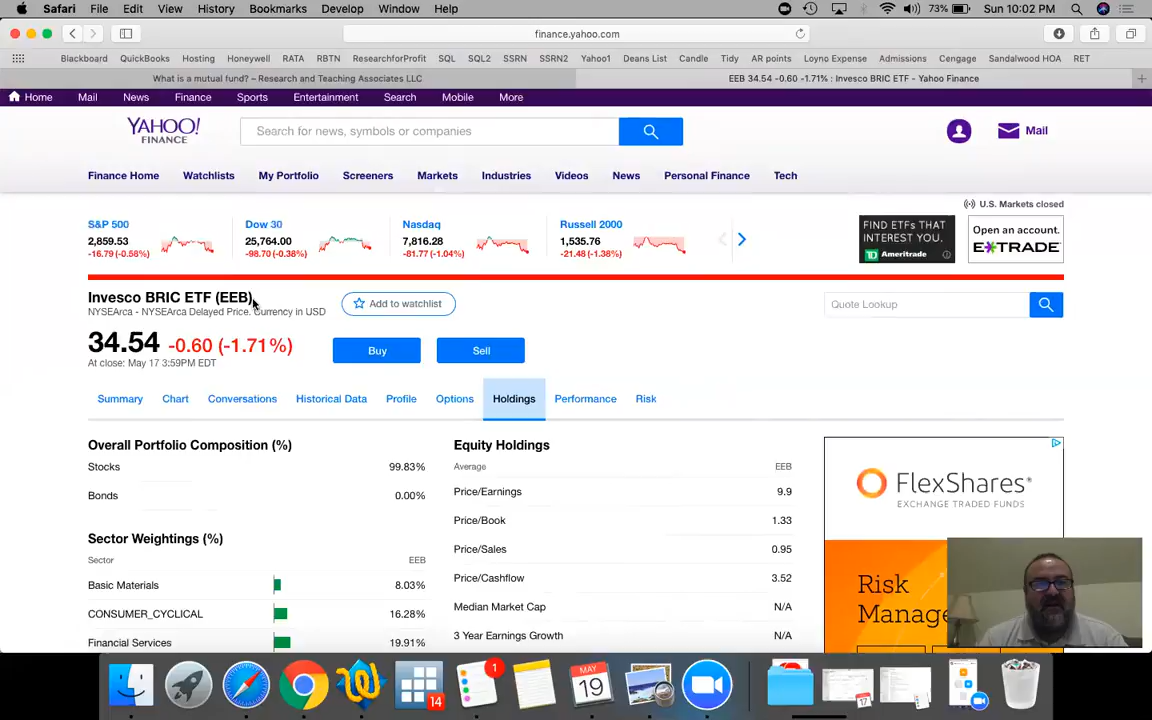 Safari File Edit View History Bookmarks Develop Window Help 73% Sun 10:02 PM
finance.yahoo.com
Blackboard QuickBooks Hosting Honeywell RATA RBTN ResearchforProfit SQL SQL2 SSRN SSRN2 Yahoo1 Deans List Candle Tidy AR points Loyno Expense Admissions Cengage Sandalwood HOA RET
What is a mutual fund? – Research and Teaching Associates LLC EEB 34.54 -0.60 -1.71% : Invesco BRIC ETF - Yahoo Finance
Home Mail News Finance Sports Entertainment Search Mobile More
YAHOO!
FINANCE
Search for news, symbols or companies
Mail
Finance Home Watchlists My Portfolio Screeners Markets Industries Videos News Personal Finance Tech
U.S. Markets closed
S&P 500 Dow 30 Nasdaq Russell 2000
2,859.53 25,764.00 7,816.28 1,535.76
-16.79 (-0.58%) -98.70 (-0.38%) -81.77 (-1.04%) -21.48 (-1.38%)
FIND ETFs THAT
INTEREST YOU.
TD Ameritrade
Open an account.
E*TRADE
Invesco BRIC ETF (EEB)
NYSEArca - NYSEArca Delayed Price. Currency in USD
Add to watchlist
Quote Lookup
34.54 -0.60 (-1.71%)
At close: May 17 3:59PM EDT
Buy Sell
Summary Chart Conversations Historical Data Profile Options Holdings Performance Risk
Overall Portfolio Composition (%)
Stocks 99.83%
Bonds 0.00%
Sector Weightings (%)
Sector EEB
Basic Materials 8.03%
CONSUMER_CYCLICAL 16.28%
Financial Services 19.91%
Equity Holdings
Average EEB
Price/Earnings 9.9
Price/Book 1.33
Price/Sales 0.95
Price/Cashflow 3.52
Median Market Cap N/A
3 Year Earnings Growth N/A
FlexShares
EXCHANGE TRADED FUNDS
Risk
14
1
MAY
19
17